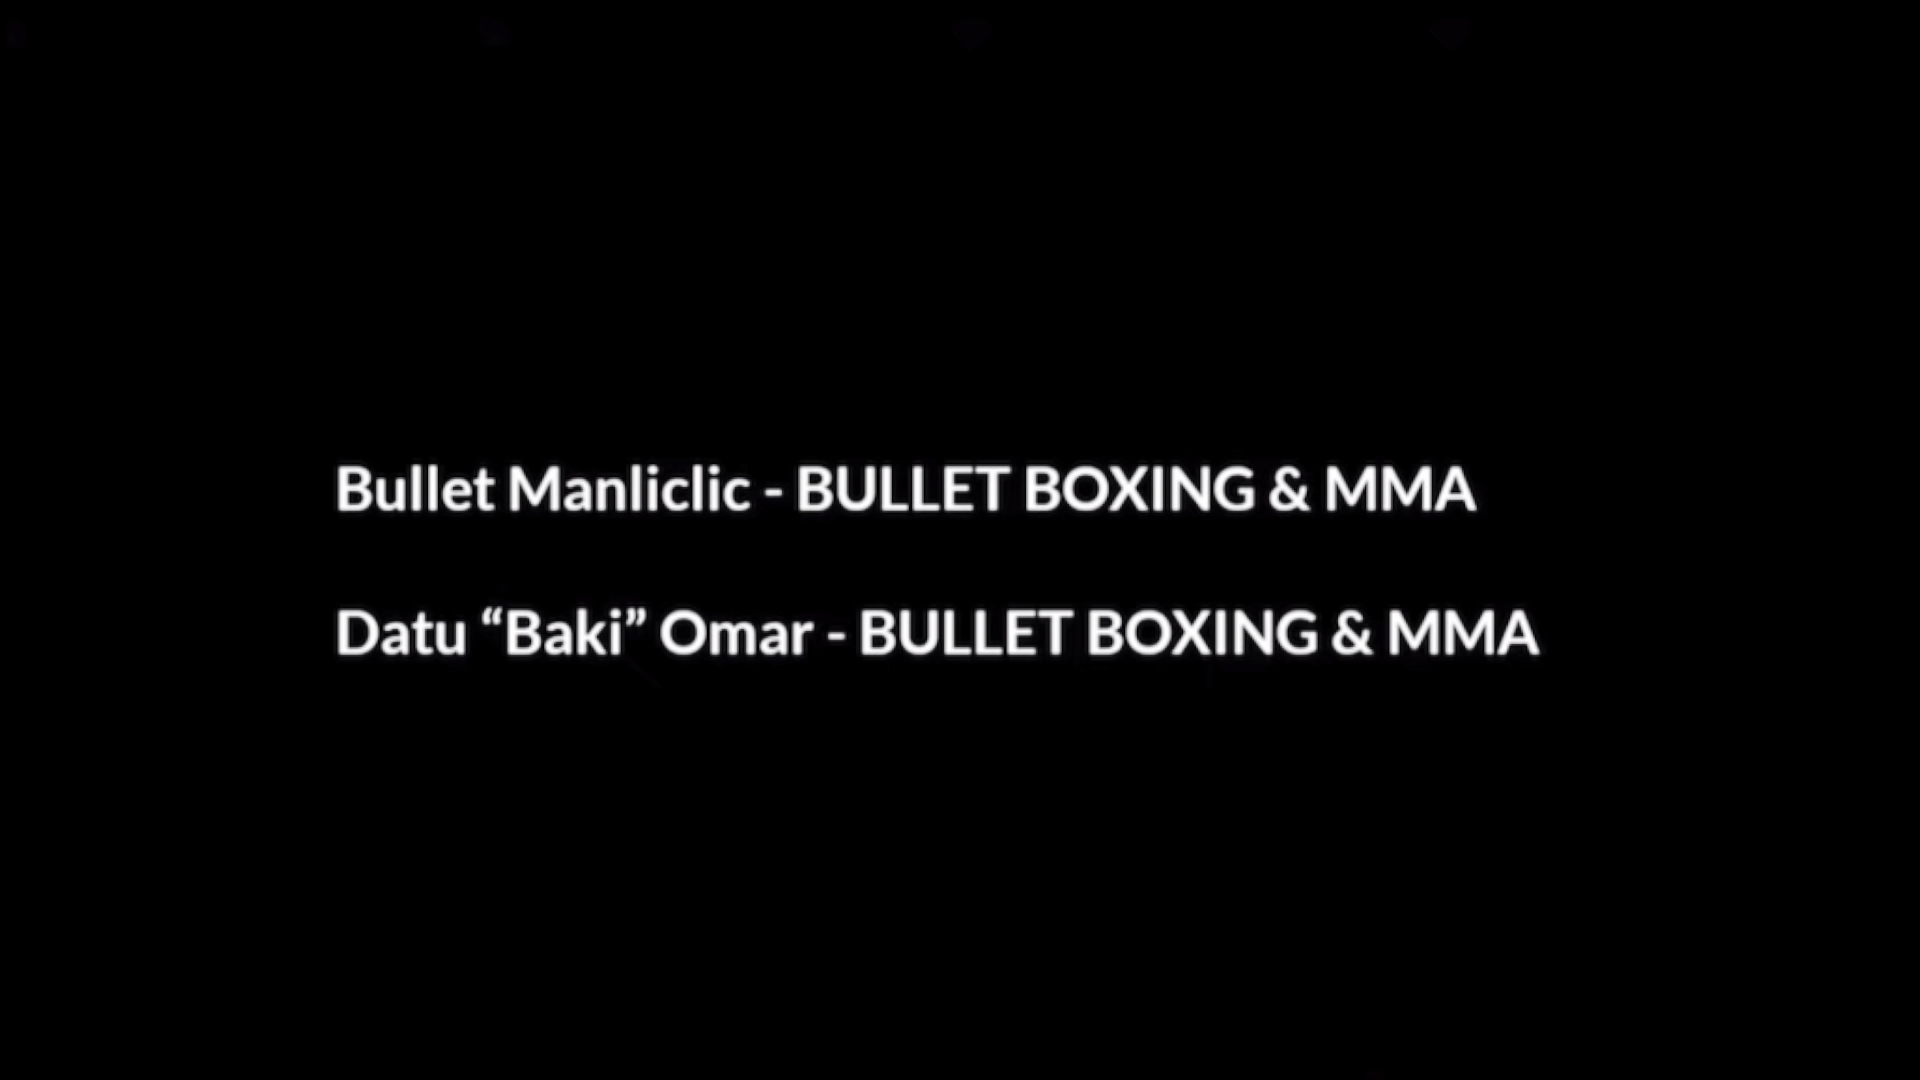 Bullet Manliclic - BULLET BOXING & MMA
Datu “Baki” Omar - BULLET BOXING & MMA